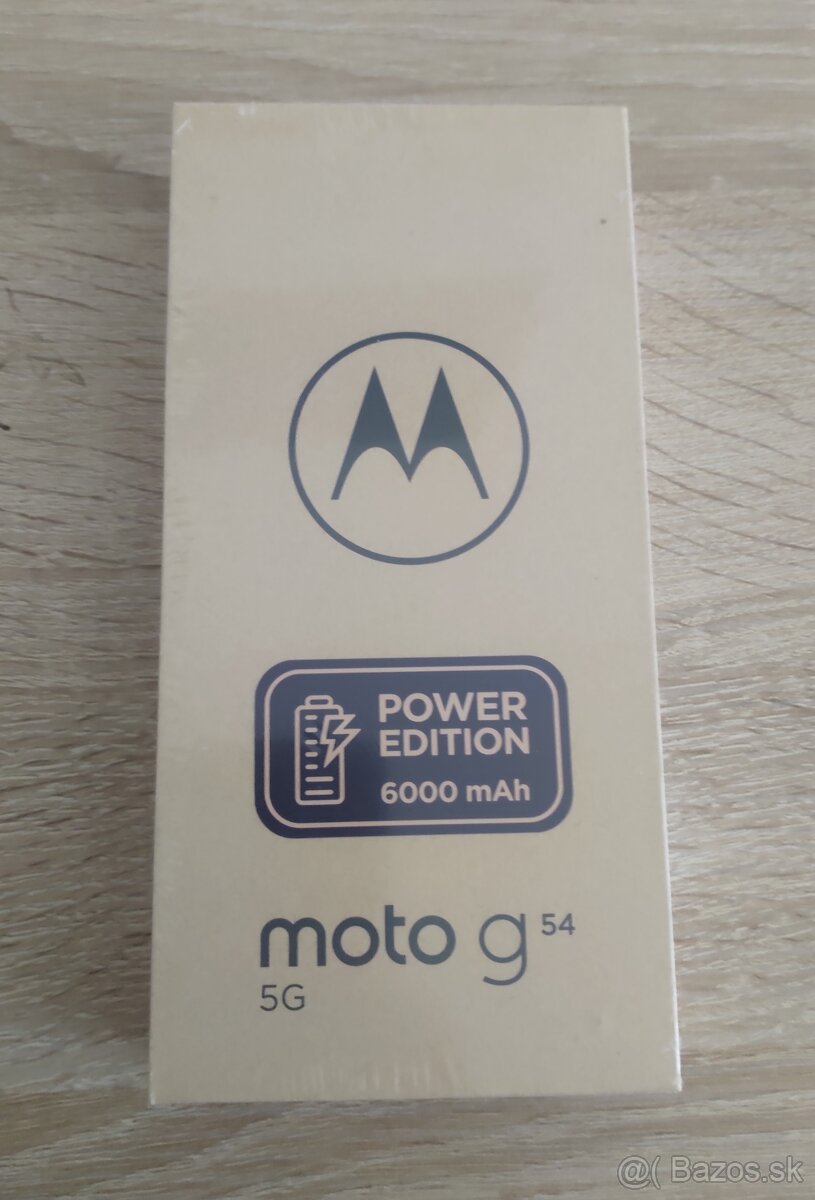 POWER
EDITION
6000 mAh
moto g 54
5G
@( Bazos.sk